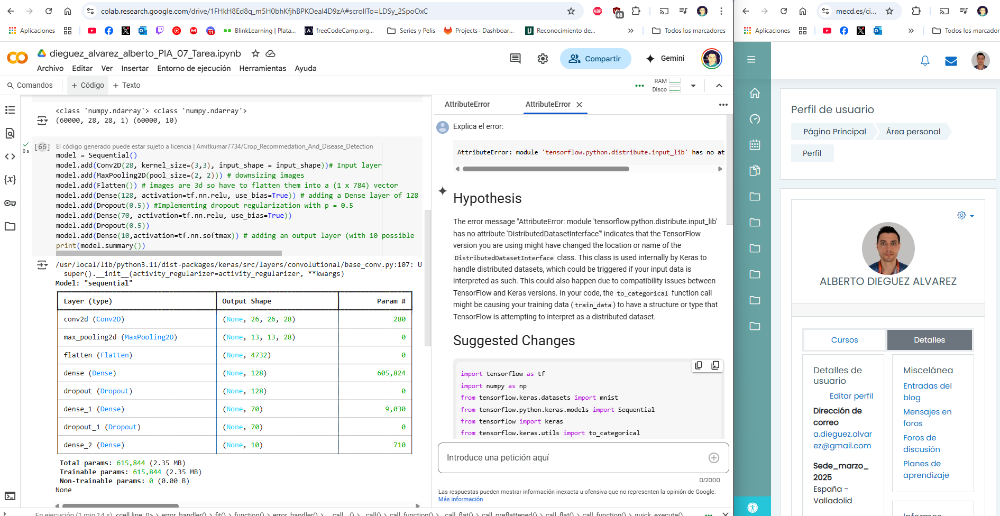 colab.research.google.com/drive/1FHkH8Ed8q_m5H0bhKfjhBPKOeaI4D9zA#scrollTo=LDSy_2SpoOxC
ABP
48
Aplicaciones
11
BlinkLearning | Plata...
freeCodeCamp.org...
Series y Pelis
Projects · Dashboar...
Reconocimiento de...
Todos los marcadores
dieguez_alvarez_alberto_PIA_07_Tarea.ipynb
Archivo Editar Ver Insertar Entorno de ejecución Herramientas Ayuda
Compartir
Gemini
Comandos
+ Código
+ Texto
RAM
Disco
<class 'numpy.ndarray'> <class 'numpy.ndarray'>
(60000, 28, 28, 1) (60000, 10)
0 s
[66]
El código generado puede estar sujeto a licencia | Amitkumar7734/Crop_Recommedation_And_Disease_Detection
model = Sequential()
model.add(Conv2D(28, kernel_size=(3,3), input_shape = input_shape))# Input layer
model.add(MaxPooling2D(pool_size=(2, 2))) # downsizing images
model.add(Flatten()) # images are 3d so have to flatten them into a (1 x 784) vector
model.add(Dense(128, activation=tf.nn.relu, use_bias=True)) # adding a Dense layer of 128
model.add(Dropout(0.5)) #Implementing dropout regularization with p = 0.5
model.add(Dense(70, activation=tf.nn.relu, use_bias=True))
model.add(Dropout(0.5))
model.add(Dense(10,activation=tf.nn.softmax)) # adding an output layer (with 10 possible
print(model.summary())
/usr/local/lib/python3.11/dist-packages/keras/src/layers/convolutional/base_conv.py:107: U
super().__init__(activity_regularizer=activity_regularizer, **kwargs)
Model: "sequential"
Layer (type) Output Shape Param #
conv2d (Conv2D) (None, 26, 26, 28) 280
max_pooling2d (MaxPooling2D) (None, 13, 13, 28) 0
flatten (Flatten) (None, 4732) 0
dense (Dense) (None, 128) 605,824
dropout (Dropout) (None, 128) 0
dense_1 (Dense) (None, 70) 9,030
dropout_1 (Dropout) (None, 70) 0
dense_2 (Dense) (None, 10) 710
Total params: 615,844 (2.35 MB)
Trainable params: 615,844 (2.35 MB)
Non-trainable params: 0 (0.00 B)
None
En ejecución (1 min 14 s) <cell line: 0> > error_handler() > fit() > function() > error_handler() > __call__() > _call() > call_function() > _call_flat() > call_preflattened() > call_flat() > call_function() > quick_execute()
AttributeError
AttributeError
Explica el error:
AttributeError: module 'tensorflow.python.distribute.input_lib' has no at
Hypothesis
The error message "AttributeError: module 'tensorflow.python.distribute.input_lib'
has no attribute 'DistributedDatasetInterface'" indicates that the TensorFlow
version you are using might have changed the location or name of the
DistributedDatasetInterface class. This class is used internally by Keras to
handle distributed datasets, which could be triggered if your input data is
interpreted as such. This could also happen due to compatibility issues between
TensorFlow and Keras versions. In your code, the to_categorical function call
might be causing your training data (train_data) to have a structure or type that
TensorFlow is attempting to interpret as a distributed dataset.
Suggested Changes
import tensorflow as tf
import numpy as np
from tensorflow.keras.datasets import mnist
from tensorflow.python.keras.models import Sequential
from tensorflow import keras
from tensorflow.keras.utils import to_categorical
Introduce una petición aquí
0/2000
Las respuestas pueden mostrar información inexacta u ofensiva que no representen la opinión de Google.
Más información
mecd.es/ci...
Aplicaciones
Todos los marcador
Perfil de usuario
Página Principal
Área personal
Perfil
ALBERTO DIEGUEZ ALVAREZ
Cursos
Detalles
Detalles de
usuario
Editar perfil
Dirección de
correo
a.dieguez.alvar
ez@gmail.com
Sede_marzo_
2025
España -
Valladolid
Miscelánea
Entradas del
blog
Mensajes en
foros
Foros de
discusión
Planes de
aprendizaje
Informes